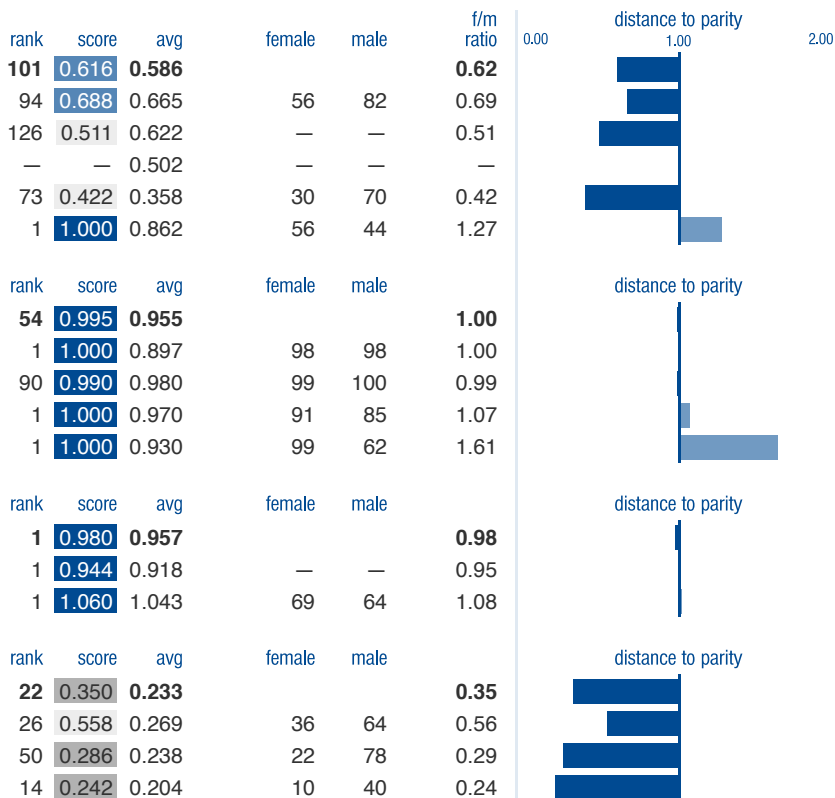 rank score avg female male f/m ratio 0.00 distance to parity 1.00 2.00
101 0.616 0.586 0.62
94 0.688 0.665 56 82 0.69
126 0.511 0.622 — — 0.51
— — 0.502 — — —
73 0.422 0.358 30 70 0.42
1 1.000 0.862 56 44 1.27
rank score avg female male distance to parity
54 0.995 0.955 1.00
1 1.000 0.897 98 98 1.00
90 0.990 0.980 99 100 0.99
1 1.000 0.970 91 85 1.07
1 1.000 0.930 99 62 1.61
rank score avg female male distance to parity
1 0.980 0.957 0.98
1 0.944 0.918 — — 0.95
1 1.060 1.043 69 64 1.08
rank score avg female male distance to parity
22 0.350 0.233 0.35
26 0.558 0.269 36 64 0.56
50 0.286 0.238 22 78 0.29
14 0.242 0.204 10 40 0.24